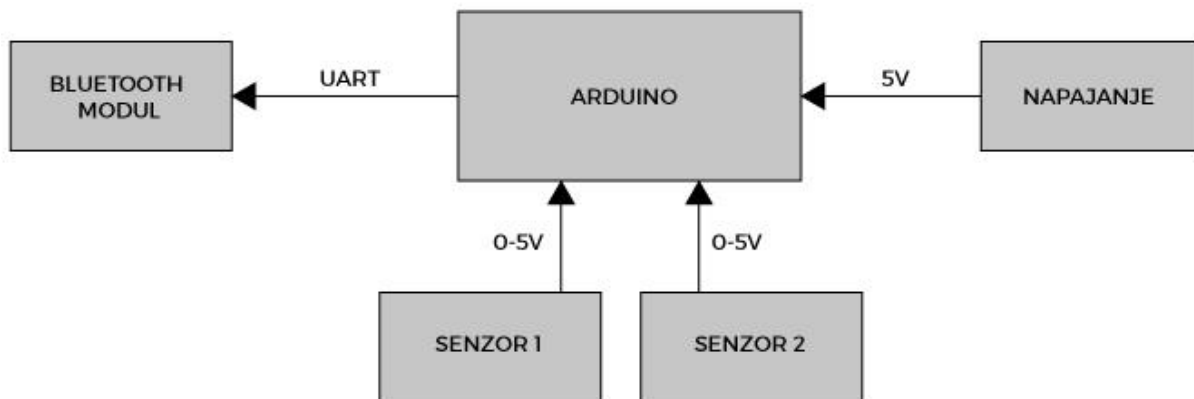 BLUETOOTH
MODUL
UART
ARDUINO
5V
NAPAJANJE
0-5V
0-5V
SENZOR 1
SENZOR 2